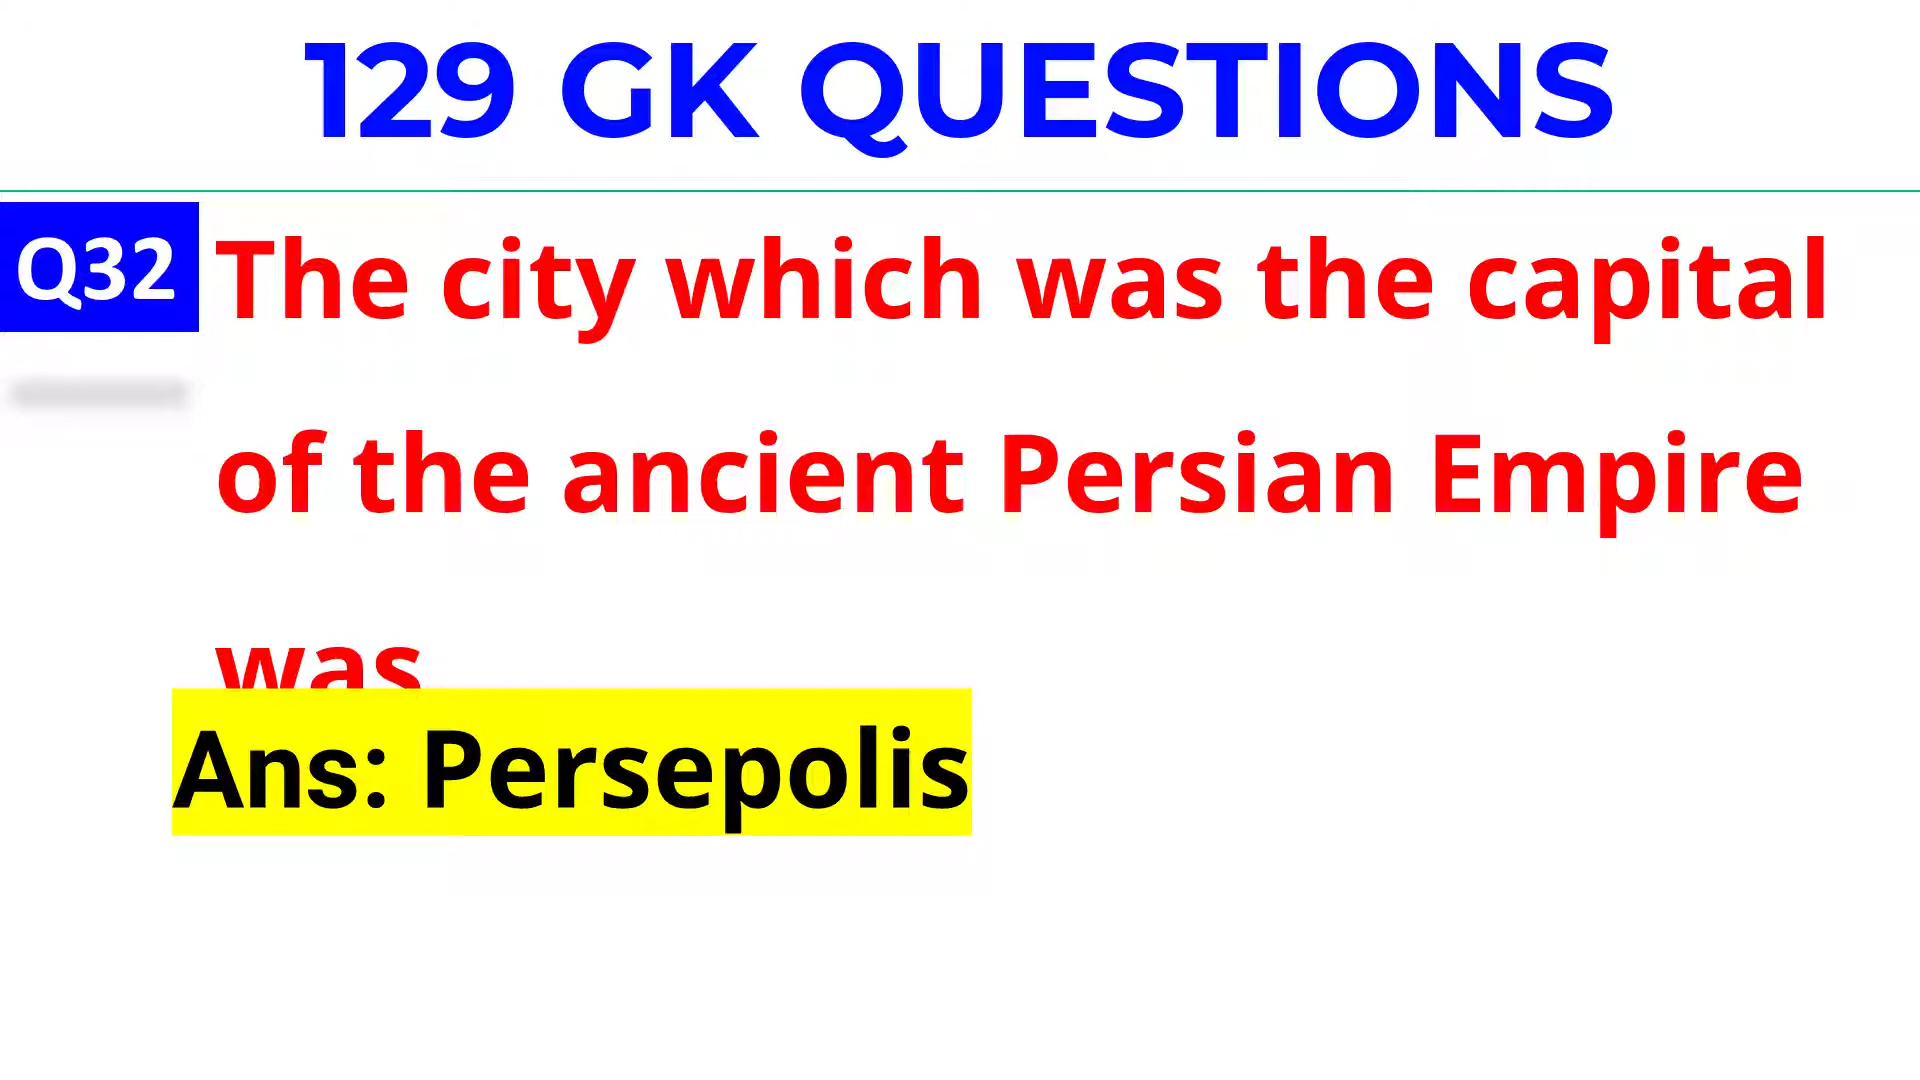 129 GK QUESTIONS
Q32 The city which was the capital
of the ancient Persian Empire
was
Ans: Persepolis